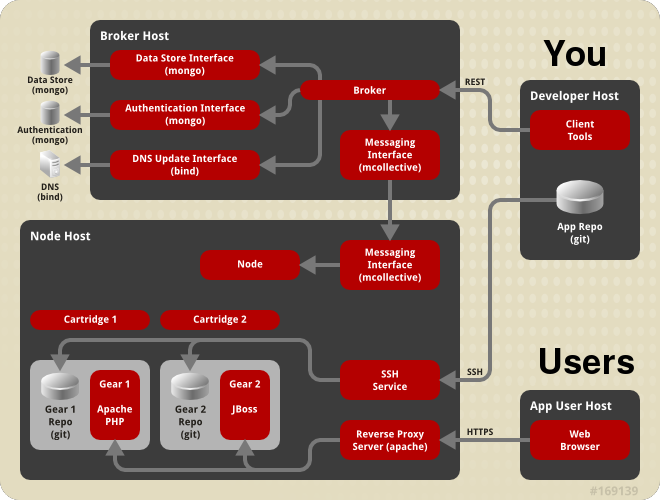 Broker Host
Data Store Interface
(mongo)
Data Store
(mongo)
Authentication Interface
(mongo)
Authentication
(mongo)
DNS Update Interface
(bind)
DNS
(bind)
Broker
Messaging
Interface
(mcollective)
REST
You
Developer Host
Client
Tools
App Repo
(git)
Node Host
Node
Messaging
Interface
(mcollective)
Cartridge 1
Cartridge 2
Gear 1
Repo
(git)
Gear 1
Apache
PHP
Gear 2
Repo
(git)
Gear 2
JBoss
SSH
Service
SSH
Reverse Proxy
Server (apache)
HTTPS
Users
App User Host
Web
Browser
#169139